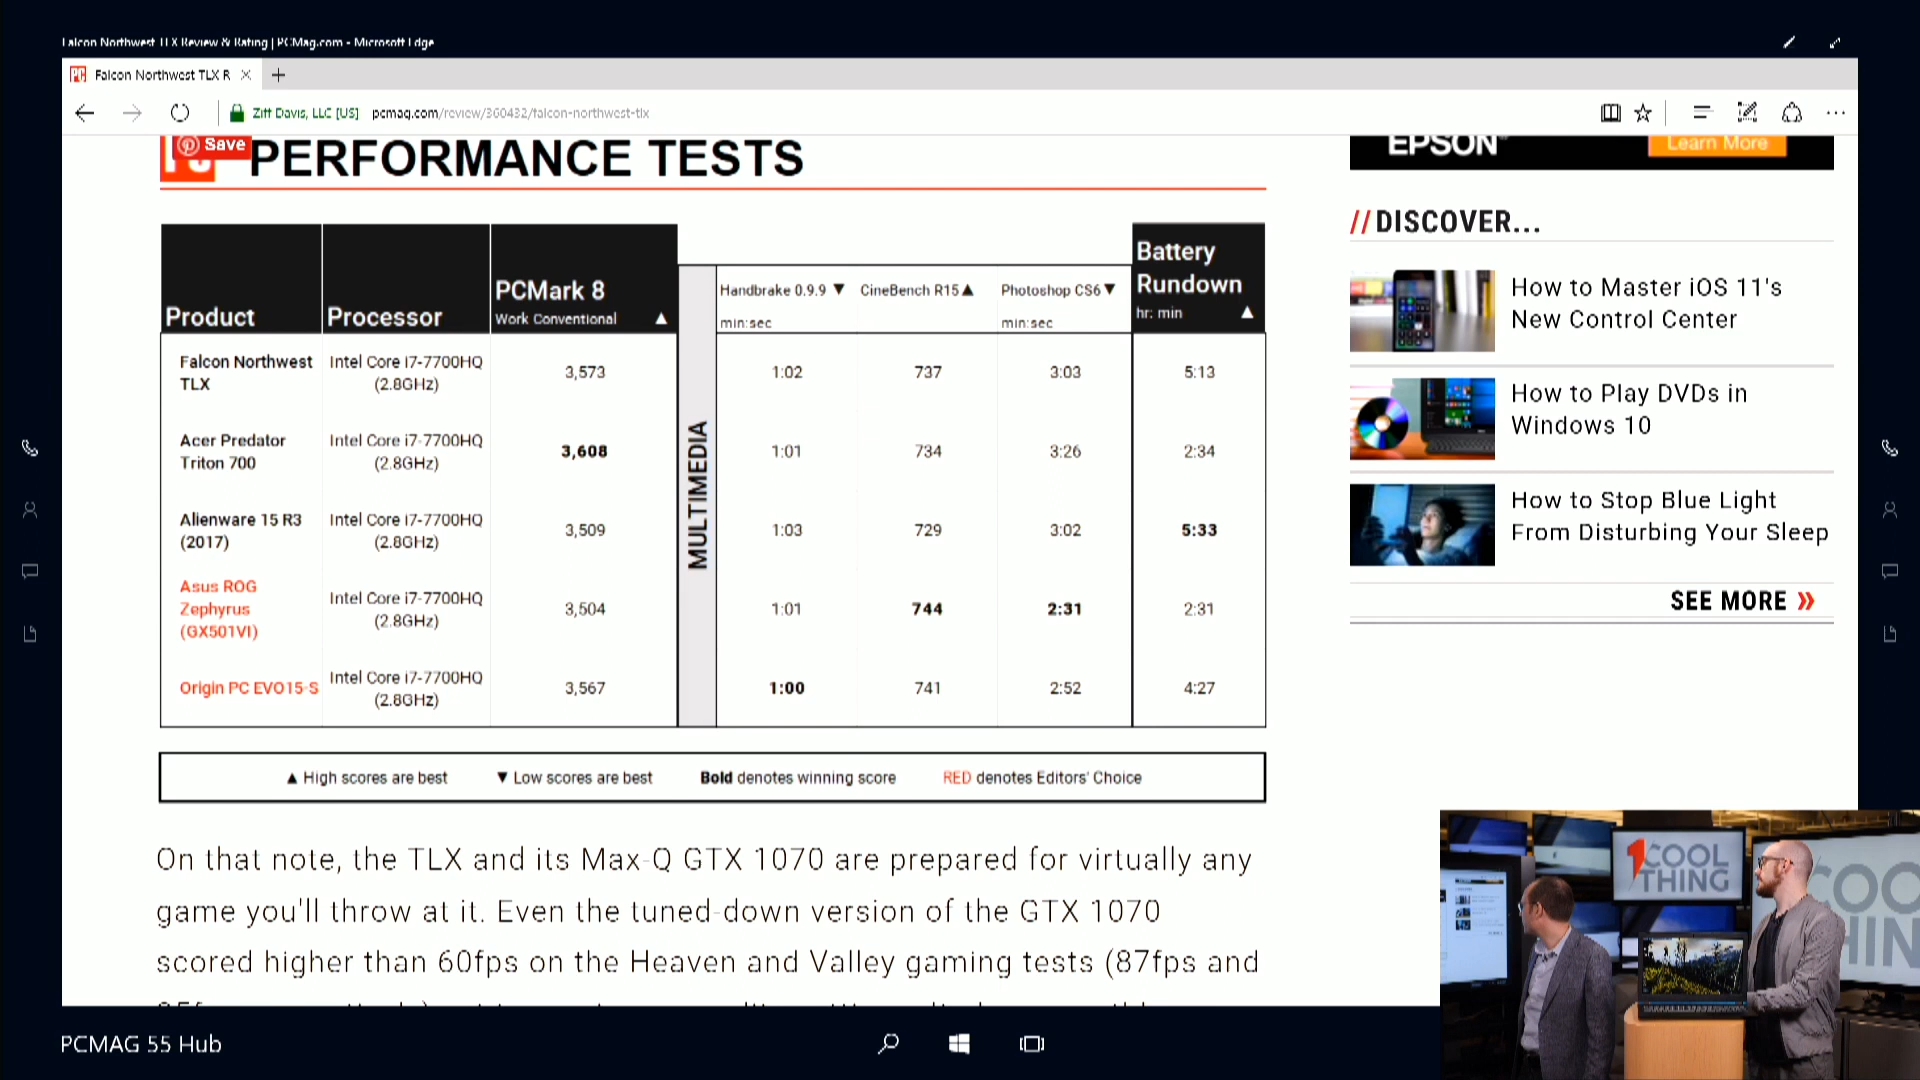 Falcon Northwest TLX Review & Rating | PCMag.com - Microsoft Edge
PC Falcon Northwest TLX R
Ziff Davis, LLC [US] pcmag.com/review/360432/falcon-northwest-tlx
Save
PERFORMANCE TESTS
Product
Processor
PCMark 8
Work Conventional ▲
MULTIMEDIA
Handbrake 0.9.9 ▼
min:sec
CineBench R15 ▲
Photoshop CS6 ▼
min:sec
Battery
Rundown
hr: min ▲
Falcon Northwest
TLX
Intel Core i7-7700HQ
(2.8GHz)
3,573
1:02
737
3:03
5:13
Acer Predator
Triton 700
Intel Core i7-7700HQ
(2.8GHz)
3,608
1:01
734
3:26
2:34
Alienware 15 R3
(2017)
Intel Core i7-7700HQ
(2.8GHz)
3,509
1:03
729
3:02
5:33
Asus ROG
Zephyrus
(GX501VI)
Intel Core i7-7700HQ
(2.8GHz)
3,504
1:01
744
2:31
2:31
Origin PC EVO15-S
Intel Core i7-7700HQ
(2.8GHz)
3,567
1:00
741
2:52
4:27
▲ High scores are best ▼ Low scores are best Bold denotes winning score RED denotes Editors' Choice
On that note, the TLX and its Max-Q GTX 1070 are prepared for virtually any
game you'll throw at it. Even the tuned-down version of the GTX 1070
scored higher than 60fps on the Heaven and Valley gaming tests (87fps and
EPSON
Learn More
// DISCOVER...
How to Master iOS 11's
New Control Center
How to Play DVDs in
Windows 10
How to Stop Blue Light
From Disturbing Your Sleep
SEE MORE »
1 COOL
THING
COO
HIN
PCMAG 55 Hub